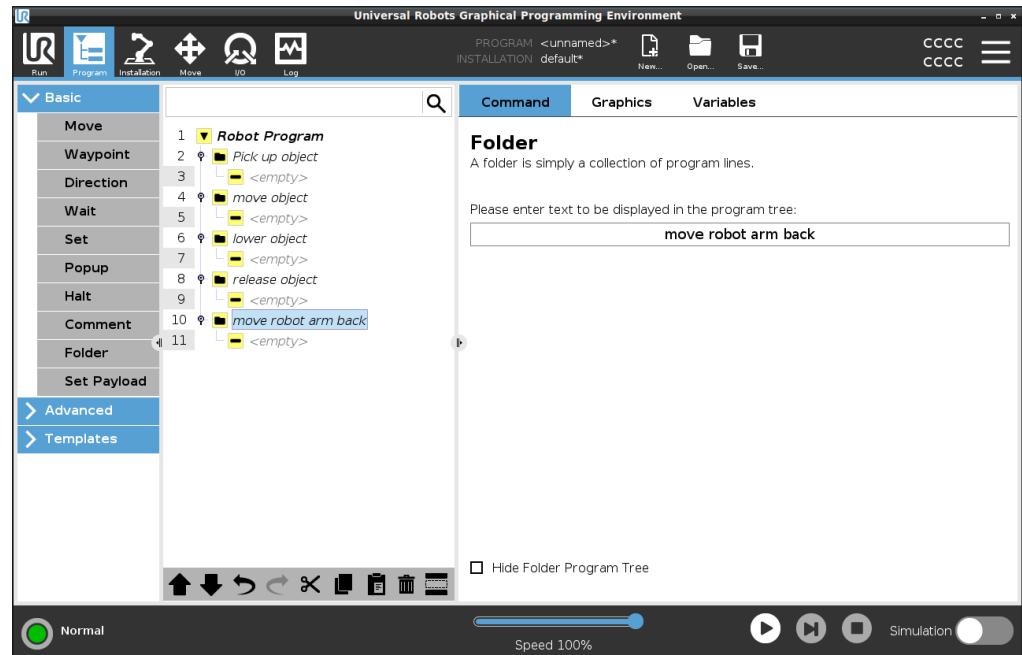 UR
Universal Robots Graphical Programming Environment
UR
Run
Program
Installation
Move
I/O
Log
PROGRAM <unnamed>*
INSTALLATION default*
New...
Open...
Save...
cccc
cccc
Basic
Move
Waypoint
Direction
Wait
Set
Popup
Halt
Comment
Folder
Set Payload
Advanced
Templates
1 Robot Program
2 Pick up object
3 <empty>
4 move object
5 <empty>
6 lower object
7 <empty>
8 release object
9 <empty>
10 move robot arm back
11 <empty>
Command Graphics Variables
Folder
A folder is simply a collection of program lines.
Please enter text to be displayed in the program tree:
move robot arm back
Hide Folder Program Tree
Normal
Speed 100%
Simulation